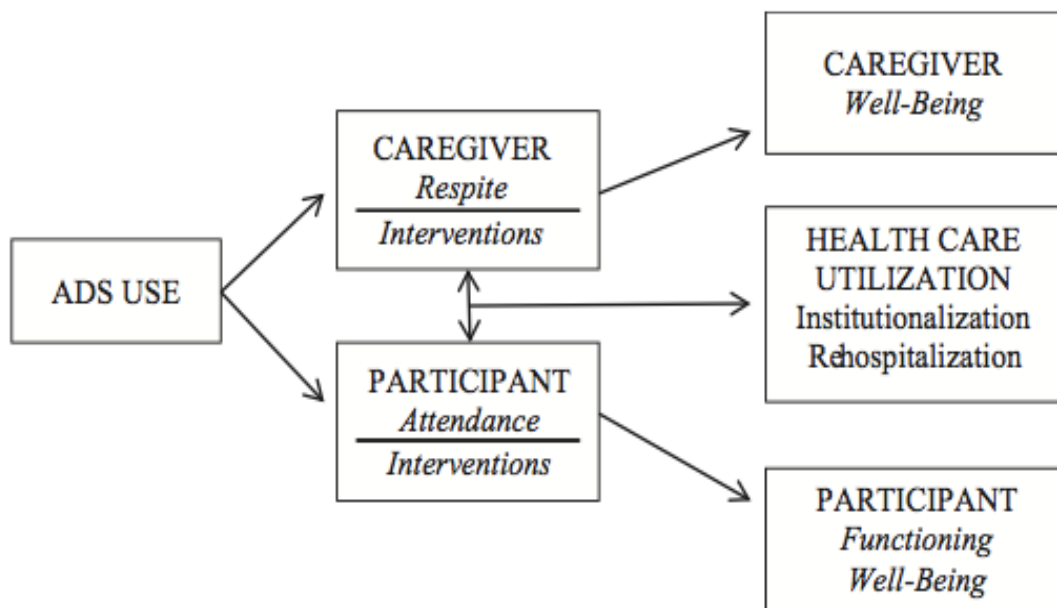 ADS USE
CAREGIVER
Respite
Interventions
PARTICIPANT
Attendance
Interventions
CAREGIVER
Well-Being
HEALTH CARE
UTILIZATION
Institutionalization
Rehospitalization
PARTICIPANT
Functioning
Well-Being